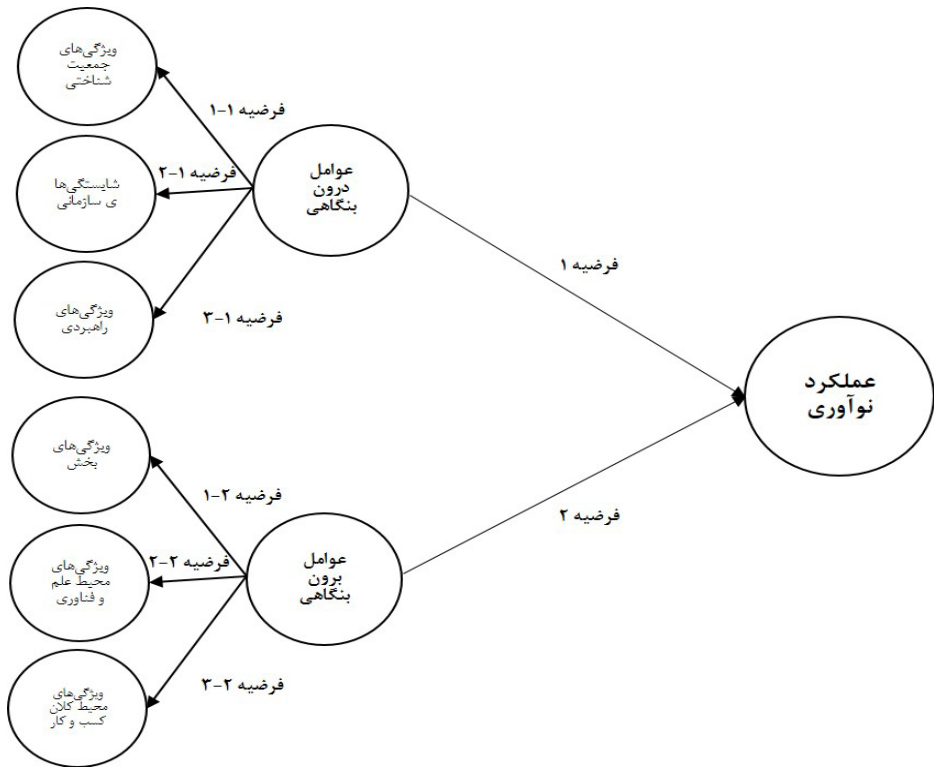 ویژگی‌های
جمعیت
شناختی
فرضیه ۱-۱
عوامل
درون
بنگاهی
فرضیه ۱-۲
شایستگی‌ها
ی سازمانی
فرضیه ۱
ویژگی‌های
راهبردی
فرضیه ۱-۳
عملکرد
نوآوری
ویژگی‌های
بخش
فرضیه ۲-۱
فرضیه ۲
عوامل
برون
بنگاهی
فرضیه ۲-۲
ویژگی‌های
محیط علم
و فناوری
فرضیه ۲-۳
ویژگی‌های
محیط کلان
کسب و کار